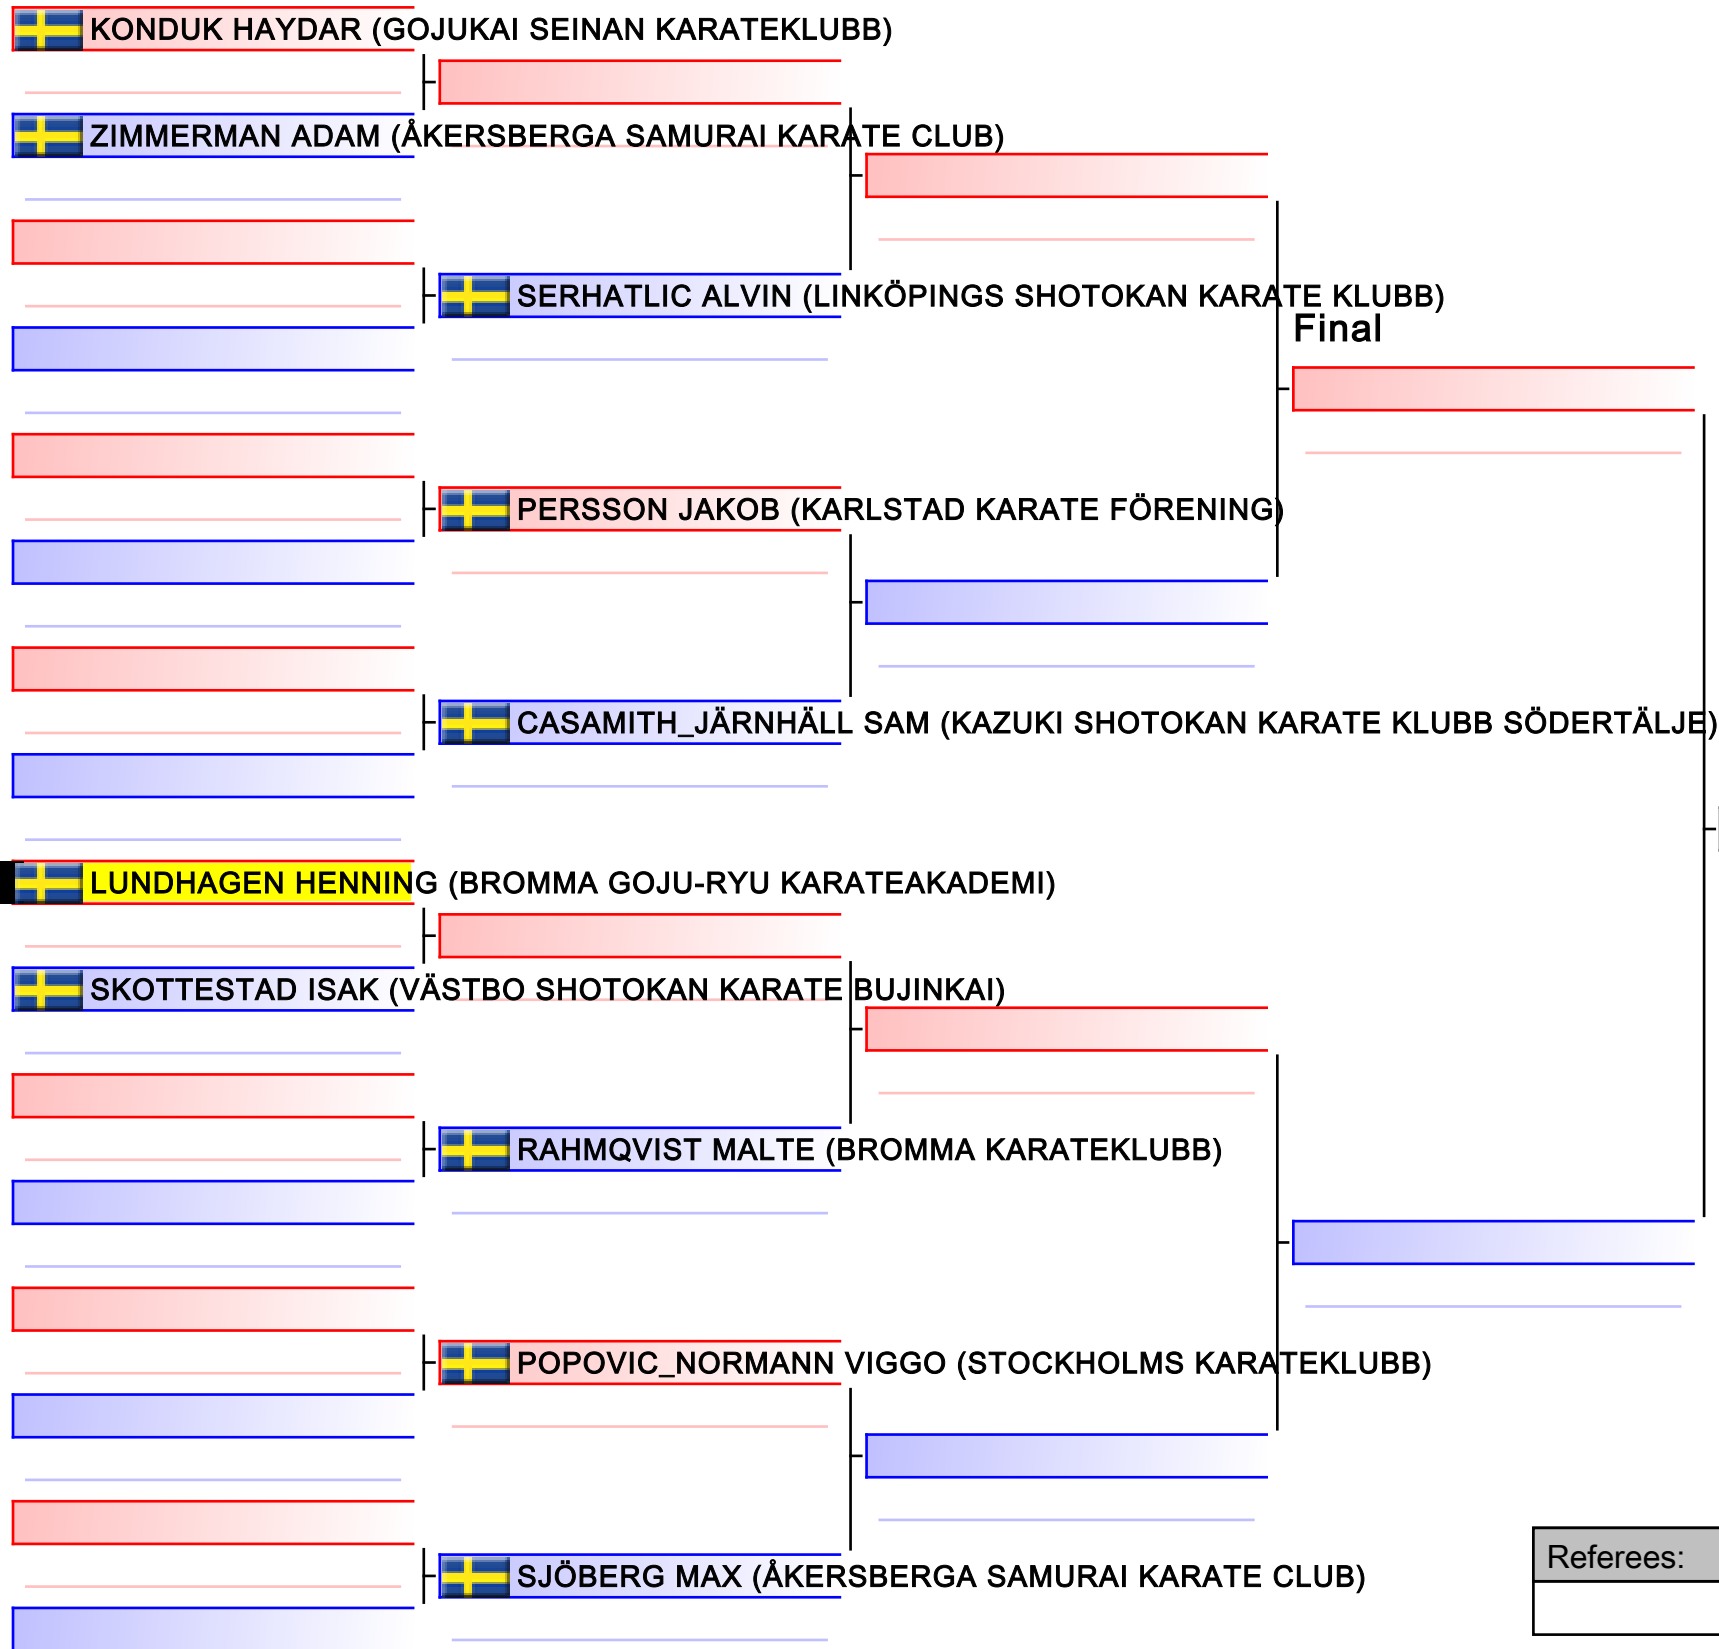 KONDUK HAYDAR (GOJUKAI SEINAN KARATEKLUBB)
ZIMMERMAN ADAM (ÅKERSBERGA SAMURAI KARATE CLUB)
SERHATLIC ALVIN (LINKÖPINGS SHOTOKAN KARATE KLUBB)
Final
PERSSON JAKOB (KARLSTAD KARATE FÖRENING)
CASAMITH_JÄRNHÄLL SAM (KAZUKI SHOTOKAN KARATE KLUBB SÖDERTÄLJE)
LUNDHAGEN HENNING (BROMMA GOJU-RYU KARATEAKADEMI)
SKOTTESTAD ISAK (VÄSTBO SHOTOKAN KARATE BUJINKAI)
RAHMQVIST MALTE (BROMMA KARATEKLUBB)
POPOVIC_NORMANN VIGGO (STOCKHOLMS KARATEKLUBB)
Referees:
SJÖBERG MAX (ÅKERSBERGA SAMURAI KARATE CLUB)